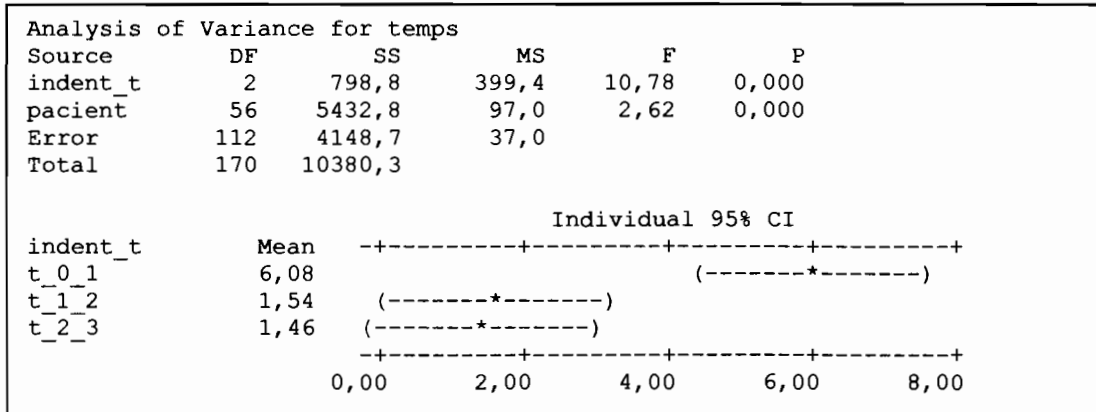 Analysis of Variance for temps
Source DF SS MS F P
indent_t 2 798,8 399,4 10,78 0,000
pacient 56 5432,8 97,0 2,62 0,000
Error 112 4148,7 37,0
Total 170 10380,3
Individual 95% CI
indent_t Mean -+---------+---------+---------+---------+
t_0_1 6,08 (-------*-------)
t_1_2 1,54 (-------*-------)
t_2_3 1,46 (-------*-------)
-+---------+---------+---------+---------+
0,00 2,00 4,00 6,00 8,00